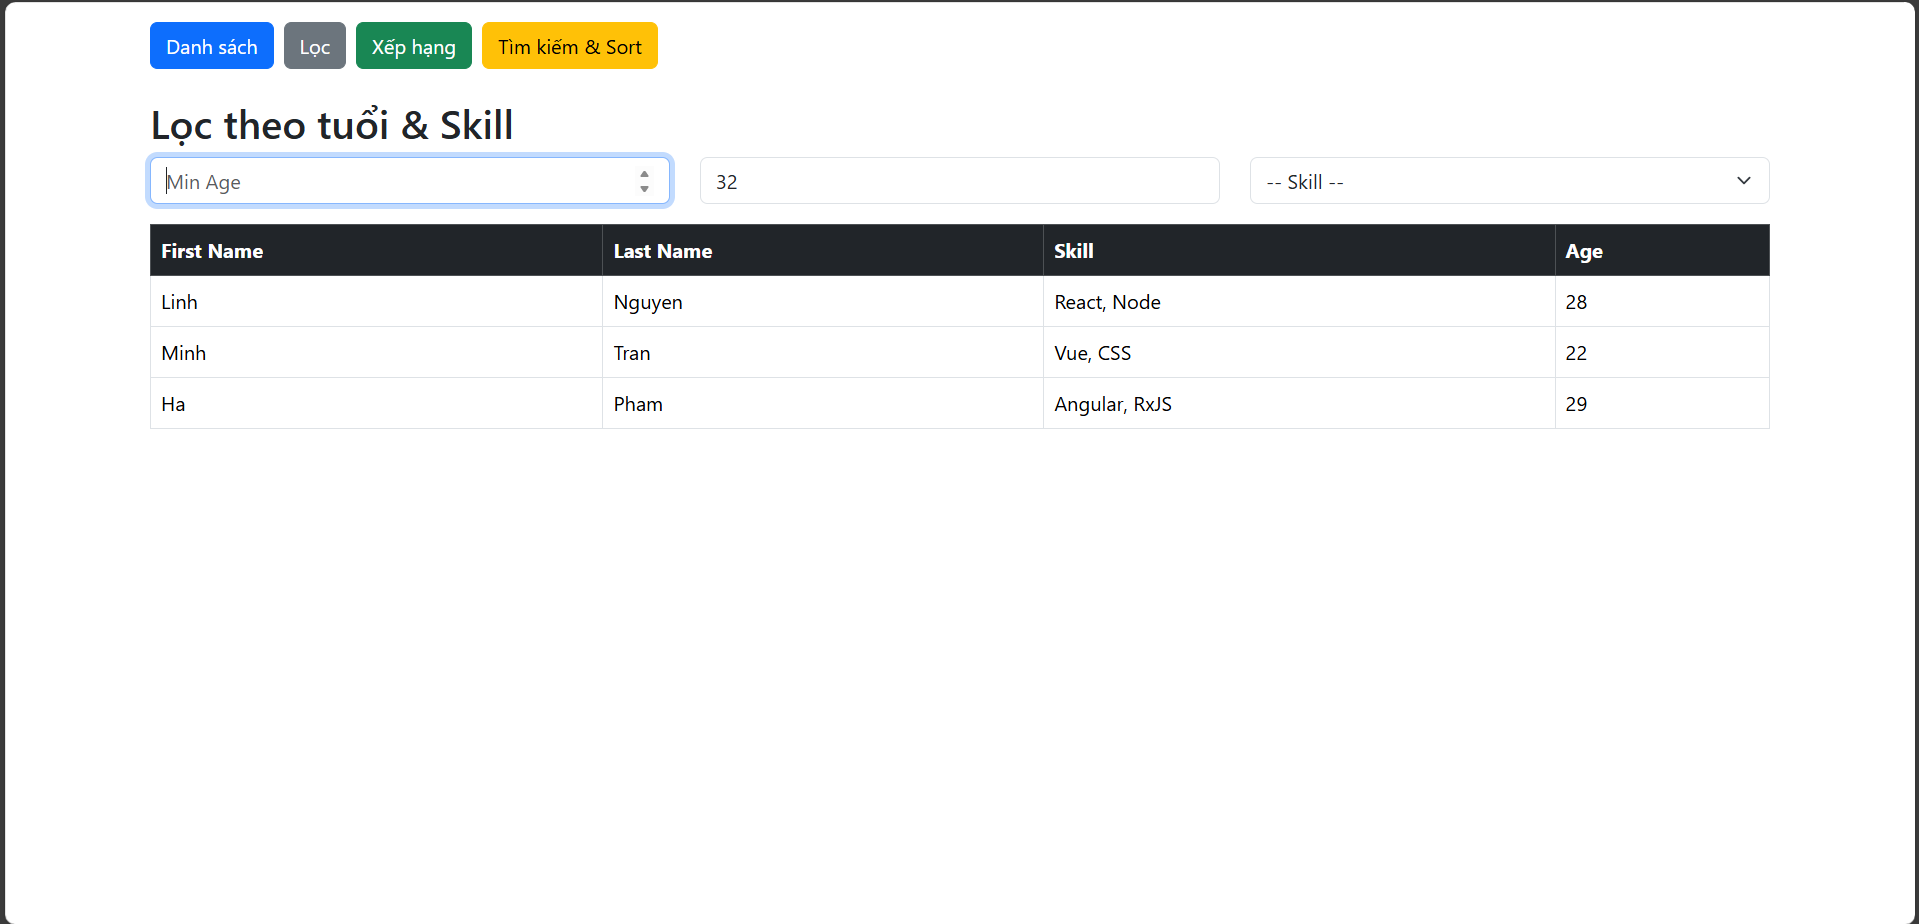 Danh sách Lọc Xếp hạng Tìm kiếm & Sort
Lọc theo tuổi & Skill
Min Age 32 -- Skill --
First Name Last Name Skill Age
Linh Nguyen React, Node 28
Minh Tran Vue, CSS 22
Ha Pham Angular, RxJS 29